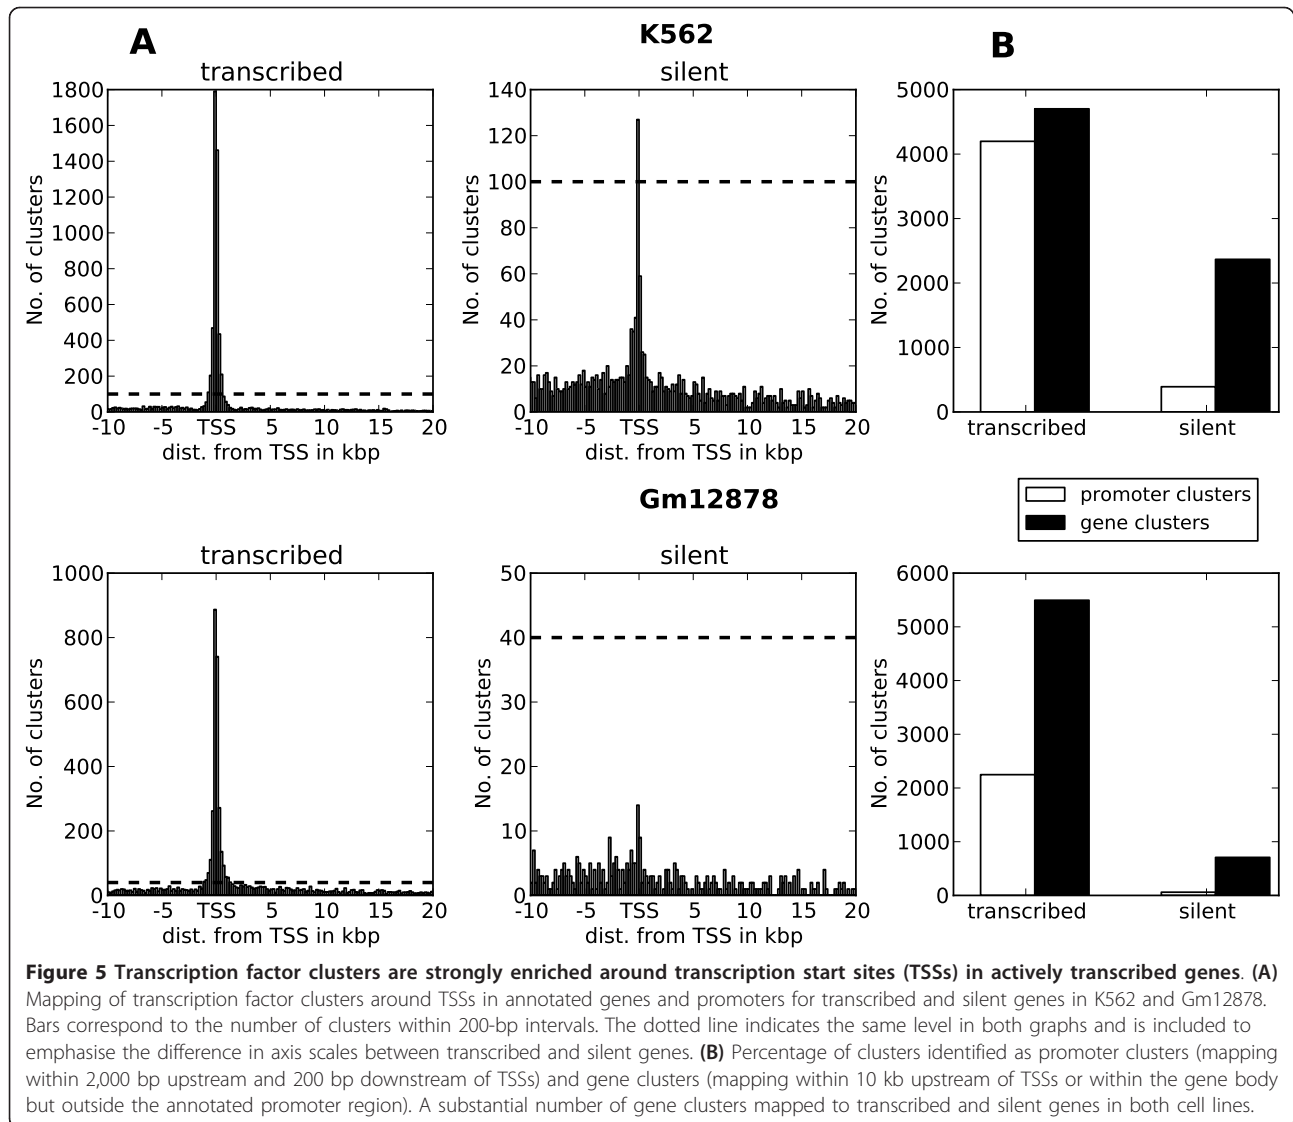 A
K562
B
transcribed
silent
1800
1600
1400
1200
1000
800
600
400
200
0
No. of clusters
-10 -5 TSS 5 10 15 20
dist. from TSS in kbp
140
120
100
80
60
40
20
0
No. of clusters
-10 -5 TSS 5 10 15 20
dist. from TSS in kbp
5000
4000
3000
2000
1000
0
No. of clusters
transcribed silent
Gm12878
promoter clusters
gene clusters
transcribed
silent
1000
800
600
400
200
0
No. of clusters
-10 -5 TSS 5 10 15 20
dist. from TSS in kbp
50
40
30
20
10
0
No. of clusters
-10 -5 TSS 5 10 15 20
dist. from TSS in kbp
6000
5000
4000
3000
2000
1000
0
No. of clusters
transcribed silent
Figure 5 Transcription factor clusters are strongly enriched around transcription start sites (TSSs) in actively transcribed genes. (A)
Mapping of transcription factor clusters around TSSs in annotated genes and promoters for transcribed and silent genes in K562 and Gm12878.
Bars correspond to the number of clusters within 200-bp intervals. The dotted line indicates the same level in both graphs and is included to
emphasise the difference in axis scales between transcribed and silent genes. (B) Percentage of clusters identified as promoter clusters (mapping
within 2,000 bp upstream and 200 bp downstream of TSSs) and gene clusters (mapping within 10 kb upstream of TSSs or within the gene body
but outside the annotated promoter region). A substantial number of gene clusters mapped to transcribed and silent genes in both cell lines.